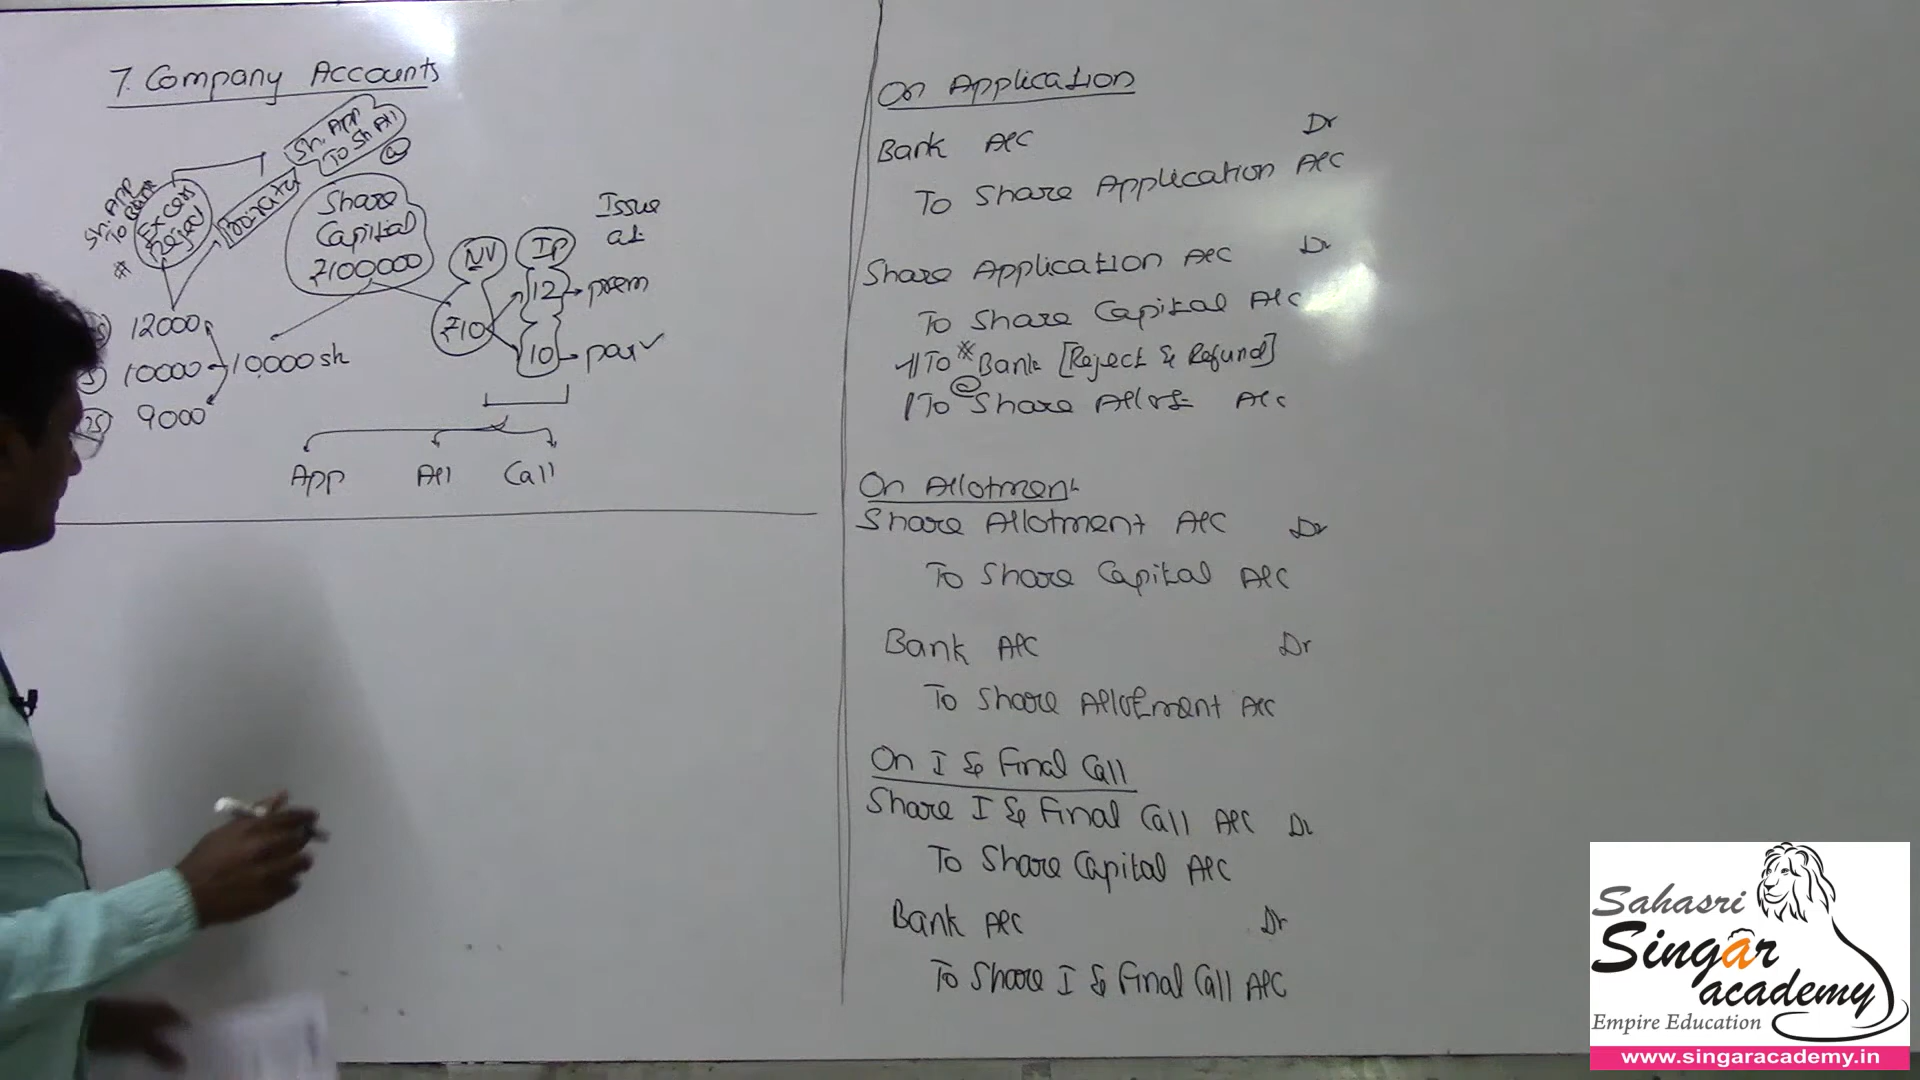 7. Company Accounts
Sh. App
To Sh All
@
Sh. App
To Bank
*
Excess
Reject
Prorata
Share
Capital
₹100000
NV
IP
Issue
at
12 prem
₹10
10 par ✓
12000
10000 10,000 sh
9000
App All Call
On Application
Bank A/C Dr
To Share Application A/C
Share Application A/C Dr
To Share Capital A/C
To * Bank [Reject & Refund]
To @ Share Allot A/c
On Allotment
Share Allotment A/C Dr
To Share Capital A/C
Bank A/C Dr
To Share Allotment A/C
On I & Final Call
Share I & Final Call A/C Dr
To Share Capital A/C
Bank A/C Dr
To Share I & Final Call A/C
Sahasri
Singar
academy
Empire Education
www.singaracademy.in